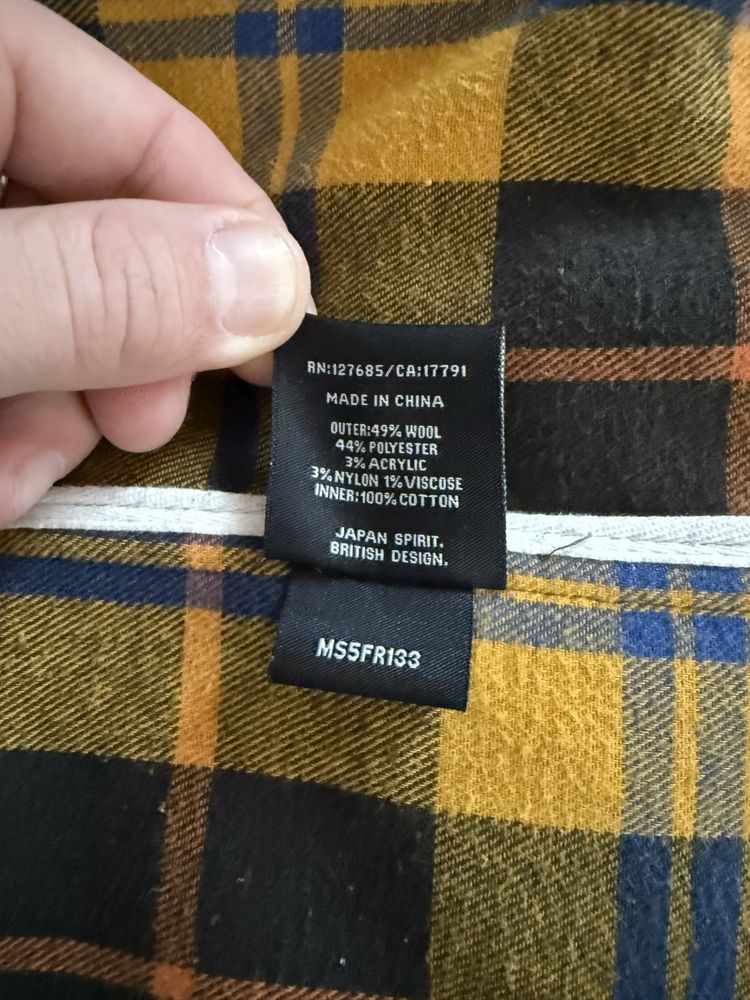 RN:127685/CA:17791
MADE IN CHINA
OUTER:49% WOOL
44% POLYESTER
3% ACRYLIC
3% NYLON 1% VISCOSE
INNER:100% COTTON
JAPAN SPIRIT.
BRITISH DESIGN.
MS5FR133